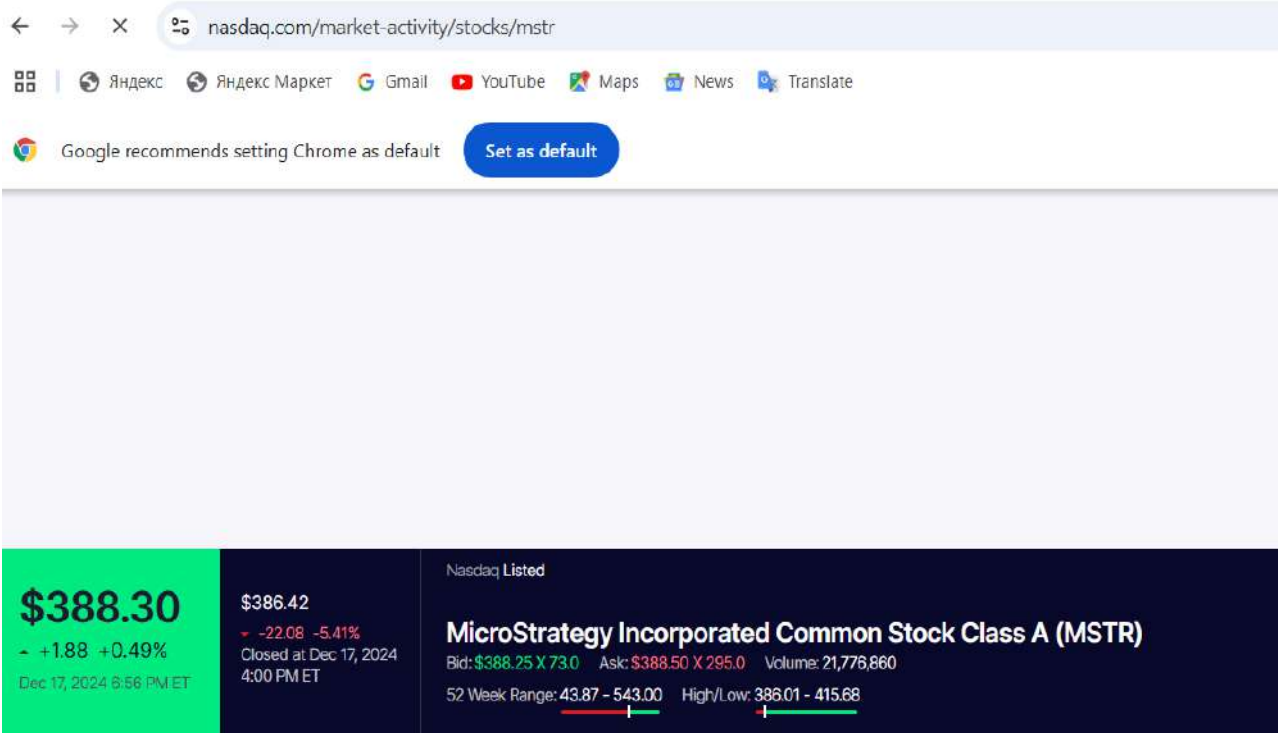 nasdaq.com/market-activity/stocks/mstr
Яндекс Яндекс Маркет Gmail YouTube Maps News Translate
Google recommends setting Chrome as default Set as default
$388.30
+1.88 +0.49%
Dec 17, 2024 6:56 PM ET
$386.42
-22.08 -5.41%
Closed at Dec 17, 2024
4:00 PM ET
Nasdaq Listed
MicroStrategy Incorporated Common Stock Class A (MSTR)
Bid: $388.25 X 73.0 Ask: $388.50 X 295.0 Volume: 21,776,860
52 Week Range: 43.87 - 543.00 High/Low: 386.01 - 415.68